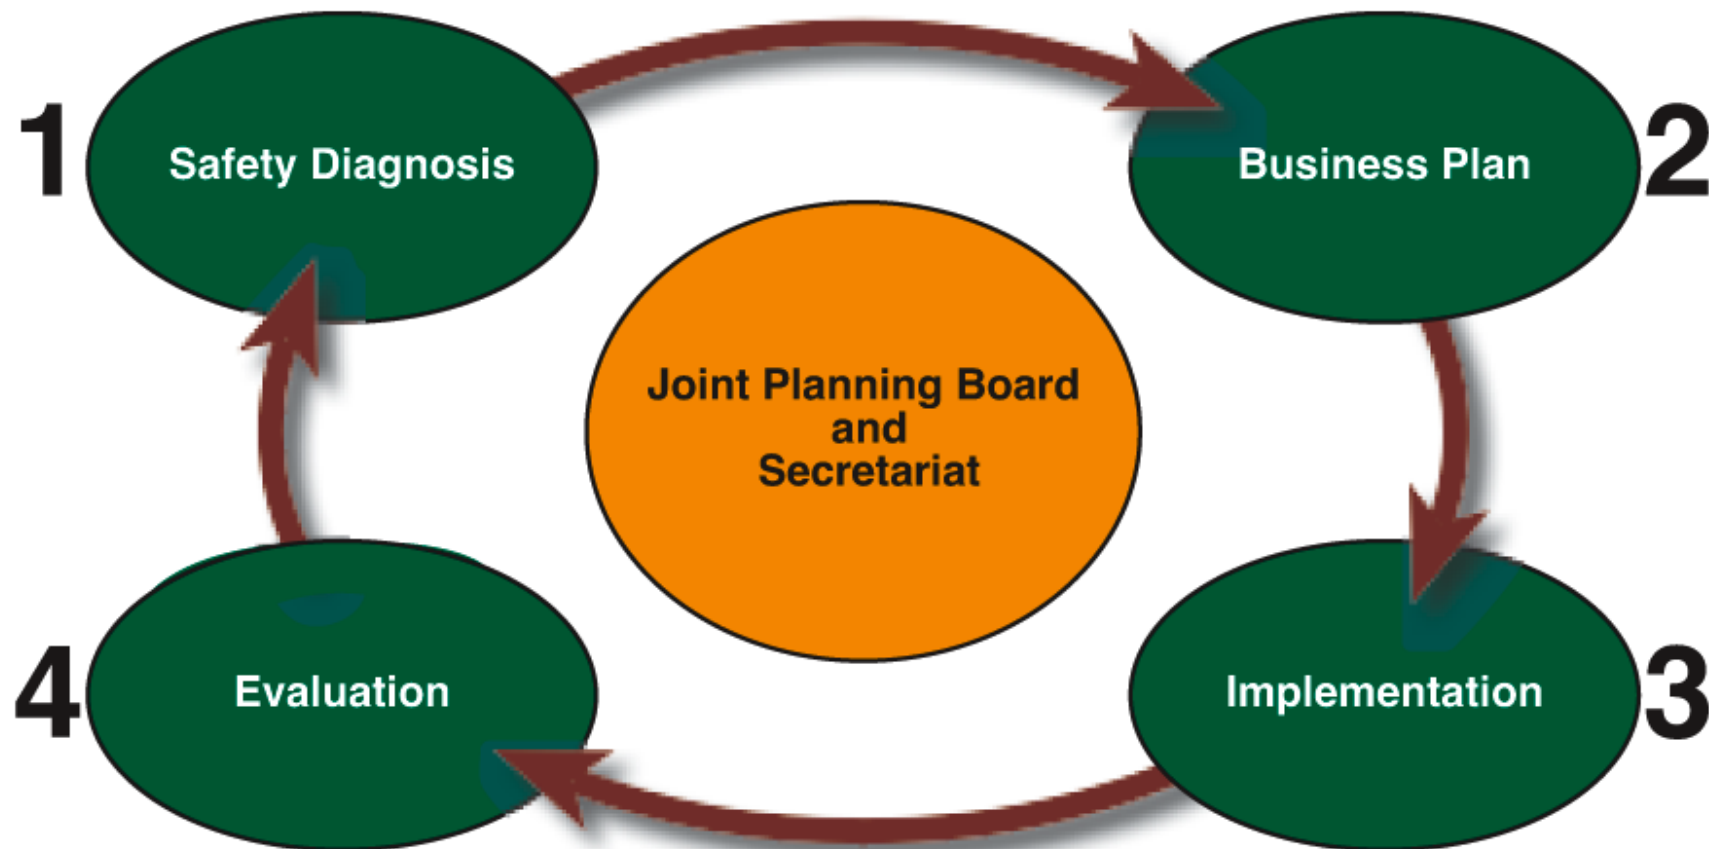 1
Safety Diagnosis
Business Plan
2
Joint Planning Board
and
Secretariat
4
Evaluation
Implementation
3